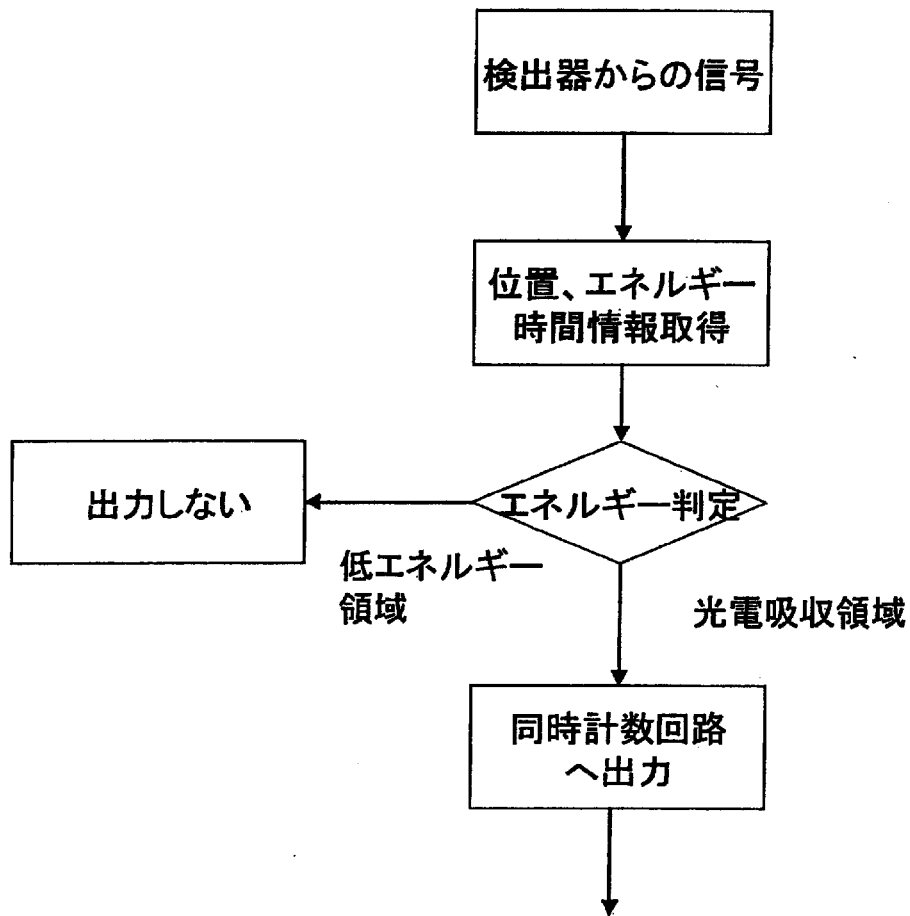 検出器からの信号
位置、エネルギー
時間情報取得
エネルギー判定
出力しない
低エネルギー
領域
光電吸収領域
同時計数回路
へ出力